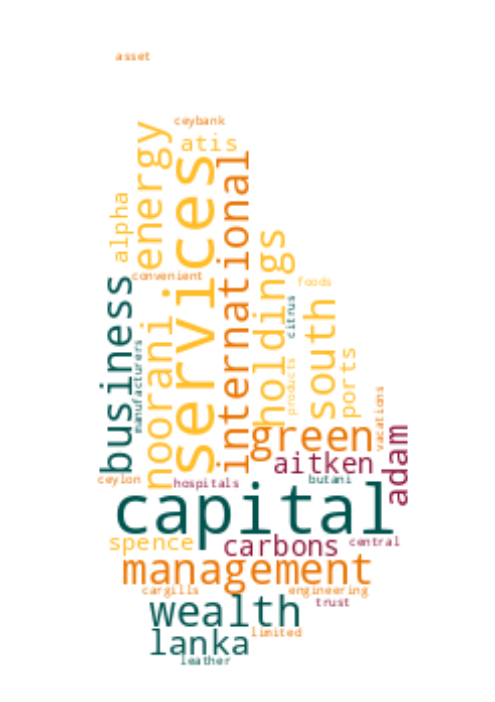 asset
ceybank
atis
energy
services
international
alpha
holdings
convenient
business
foods
citrus
south
noorani
manufacturers
ports
products
vacations
green
adam
aitken
ceylon
hospitals
butani
capital
spence
carbons
central
management
cargills
engineering
wealth
trust
lanka
limited
leather